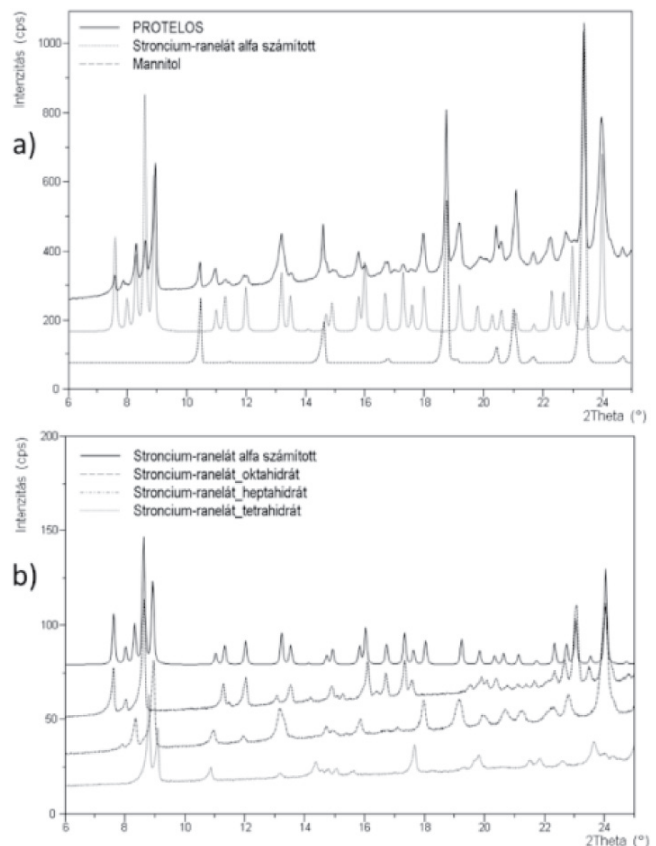 a)
Intenzitás (cps)
PROTELOS
Stroncium-ranelát alfa számított
Mannitol
1000
800
600
400
200
0
6 8 10 12 14 16 18 20 22 24
2Theta (°)
b)
Intenzitás (cps)
Stroncium-ranelát alfa számított
Stroncium-ranelát_oktahidrát
Stroncium-ranelát_heptahidrát
Stroncium-ranelát_tetrahidrát
200
150
100
50
0
6 8 10 12 14 16 18 20 22 24
2Theta (°)